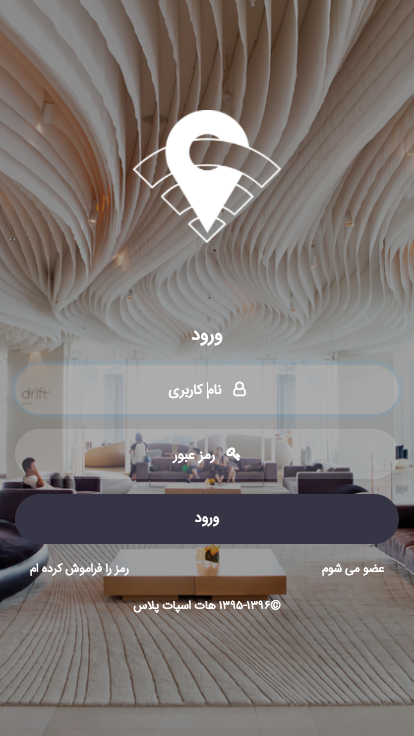 ورود
نام کاربری
drift
رمز عبور
ورود
عضو می شوم
رمز را فراموش کرده ام
©۱۳۹۵-۱۳۹۶ هات اسپات پلاس